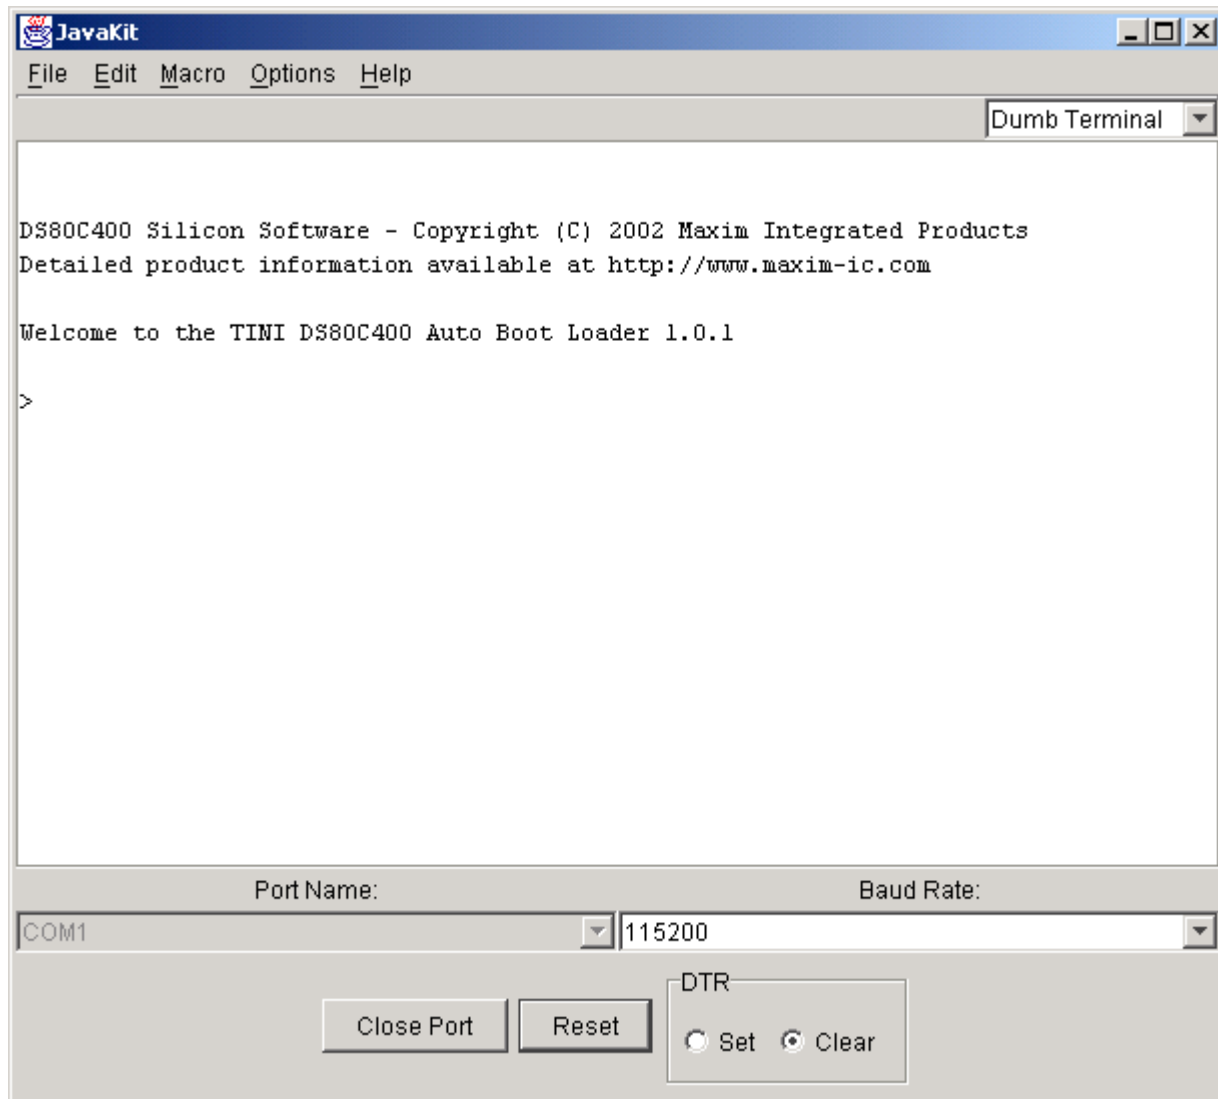 JavaKit
File Edit Macro Options Help
Dumb Terminal
DS80C400 Silicon Software - Copyright (C) 2002 Maxim Integrated Products
Detailed product information available at http://www.maxim-ic.com
Welcome to the TINI DS80C400 Auto Boot Loader 1.0.1
>
Port Name: Baud Rate:
COM1 115200
DTR
Close Port Reset Set Clear